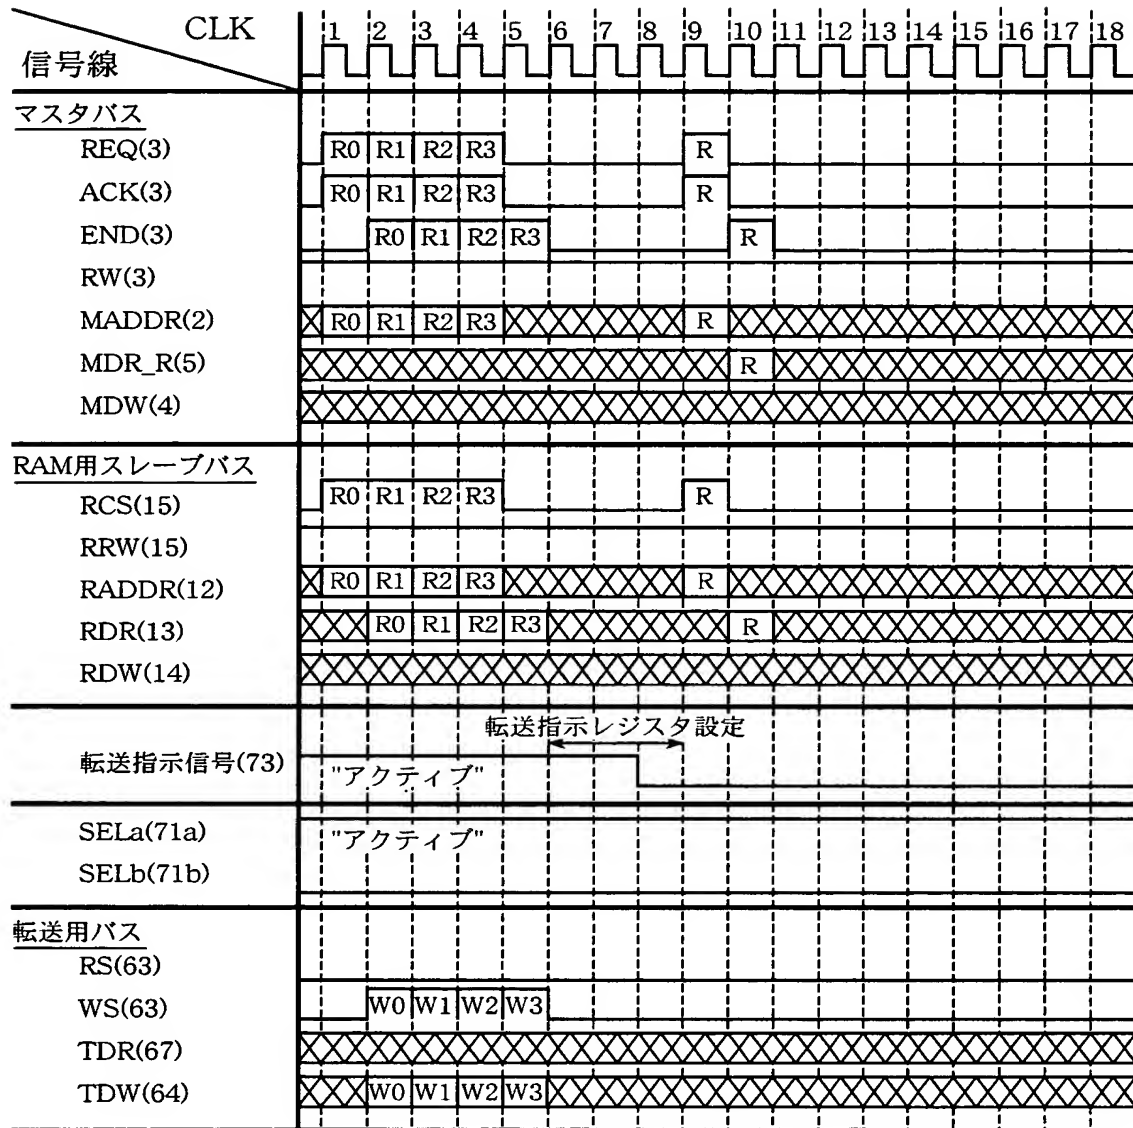 CLK
信号線
1 2 3 4 5 6 7 8 9 10 11 12 13 14 15 16 17 18
マスタバス
REQ(3) R0 R1 R2 R3 R
ACK(3) R0 R1 R2 R3 R
END(3) R0 R1 R2 R3 R
RW(3)
MADDR(2) R0 R1 R2 R3 R
MDR_R(5) R
MDW(4)
RAM用スレーブバス
RCS(15) R0 R1 R2 R3 R
RRW(15)
RADDR(12) R0 R1 R2 R3 R
RDR(13) R0 R1 R2 R3 R
RDW(14)
転送指示レジスタ設定
転送指示信号(73) "アクティブ"
SELa(71a) "アクティブ"
SELb(71b)
転送用バス
RS(63)
WS(63) W0 W1 W2 W3
TDR(67)
TDW(64) W0 W1 W2 W3